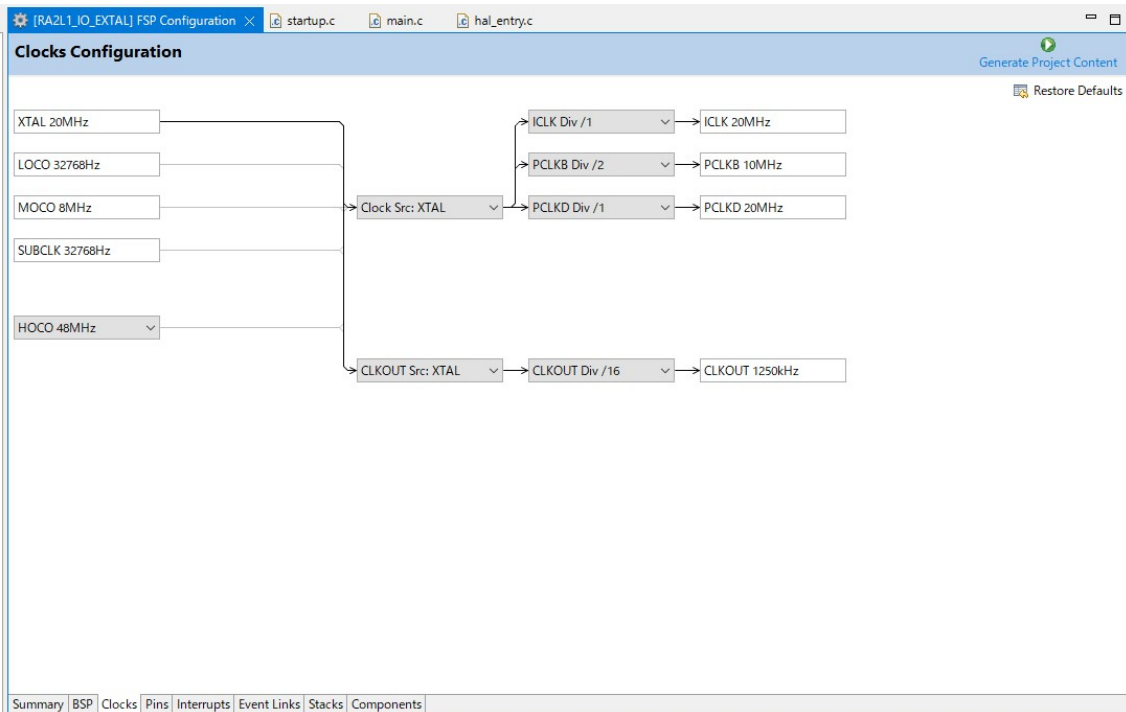 [RA2L1_IO_EXTAL] FSP Configuration
startup.c
main.c
hal_entry.c
Clocks Configuration
Generate Project Content
Restore Defaults
XTAL 20MHz
ICLK Div /1
ICLK 20MHz
LOCO 32768Hz
PCLKB Div /2
PCLKB 10MHz
MOCO 8MHz
Clock Src: XTAL
PCLKD Div /1
PCLKD 20MHz
SUBCLK 32768Hz
HOCO 48MHz
CLKOUT Src: XTAL
CLKOUT Div /16
CLKOUT 1250kHz
Summary BSP Clocks Pins Interrupts Event Links Stacks Components